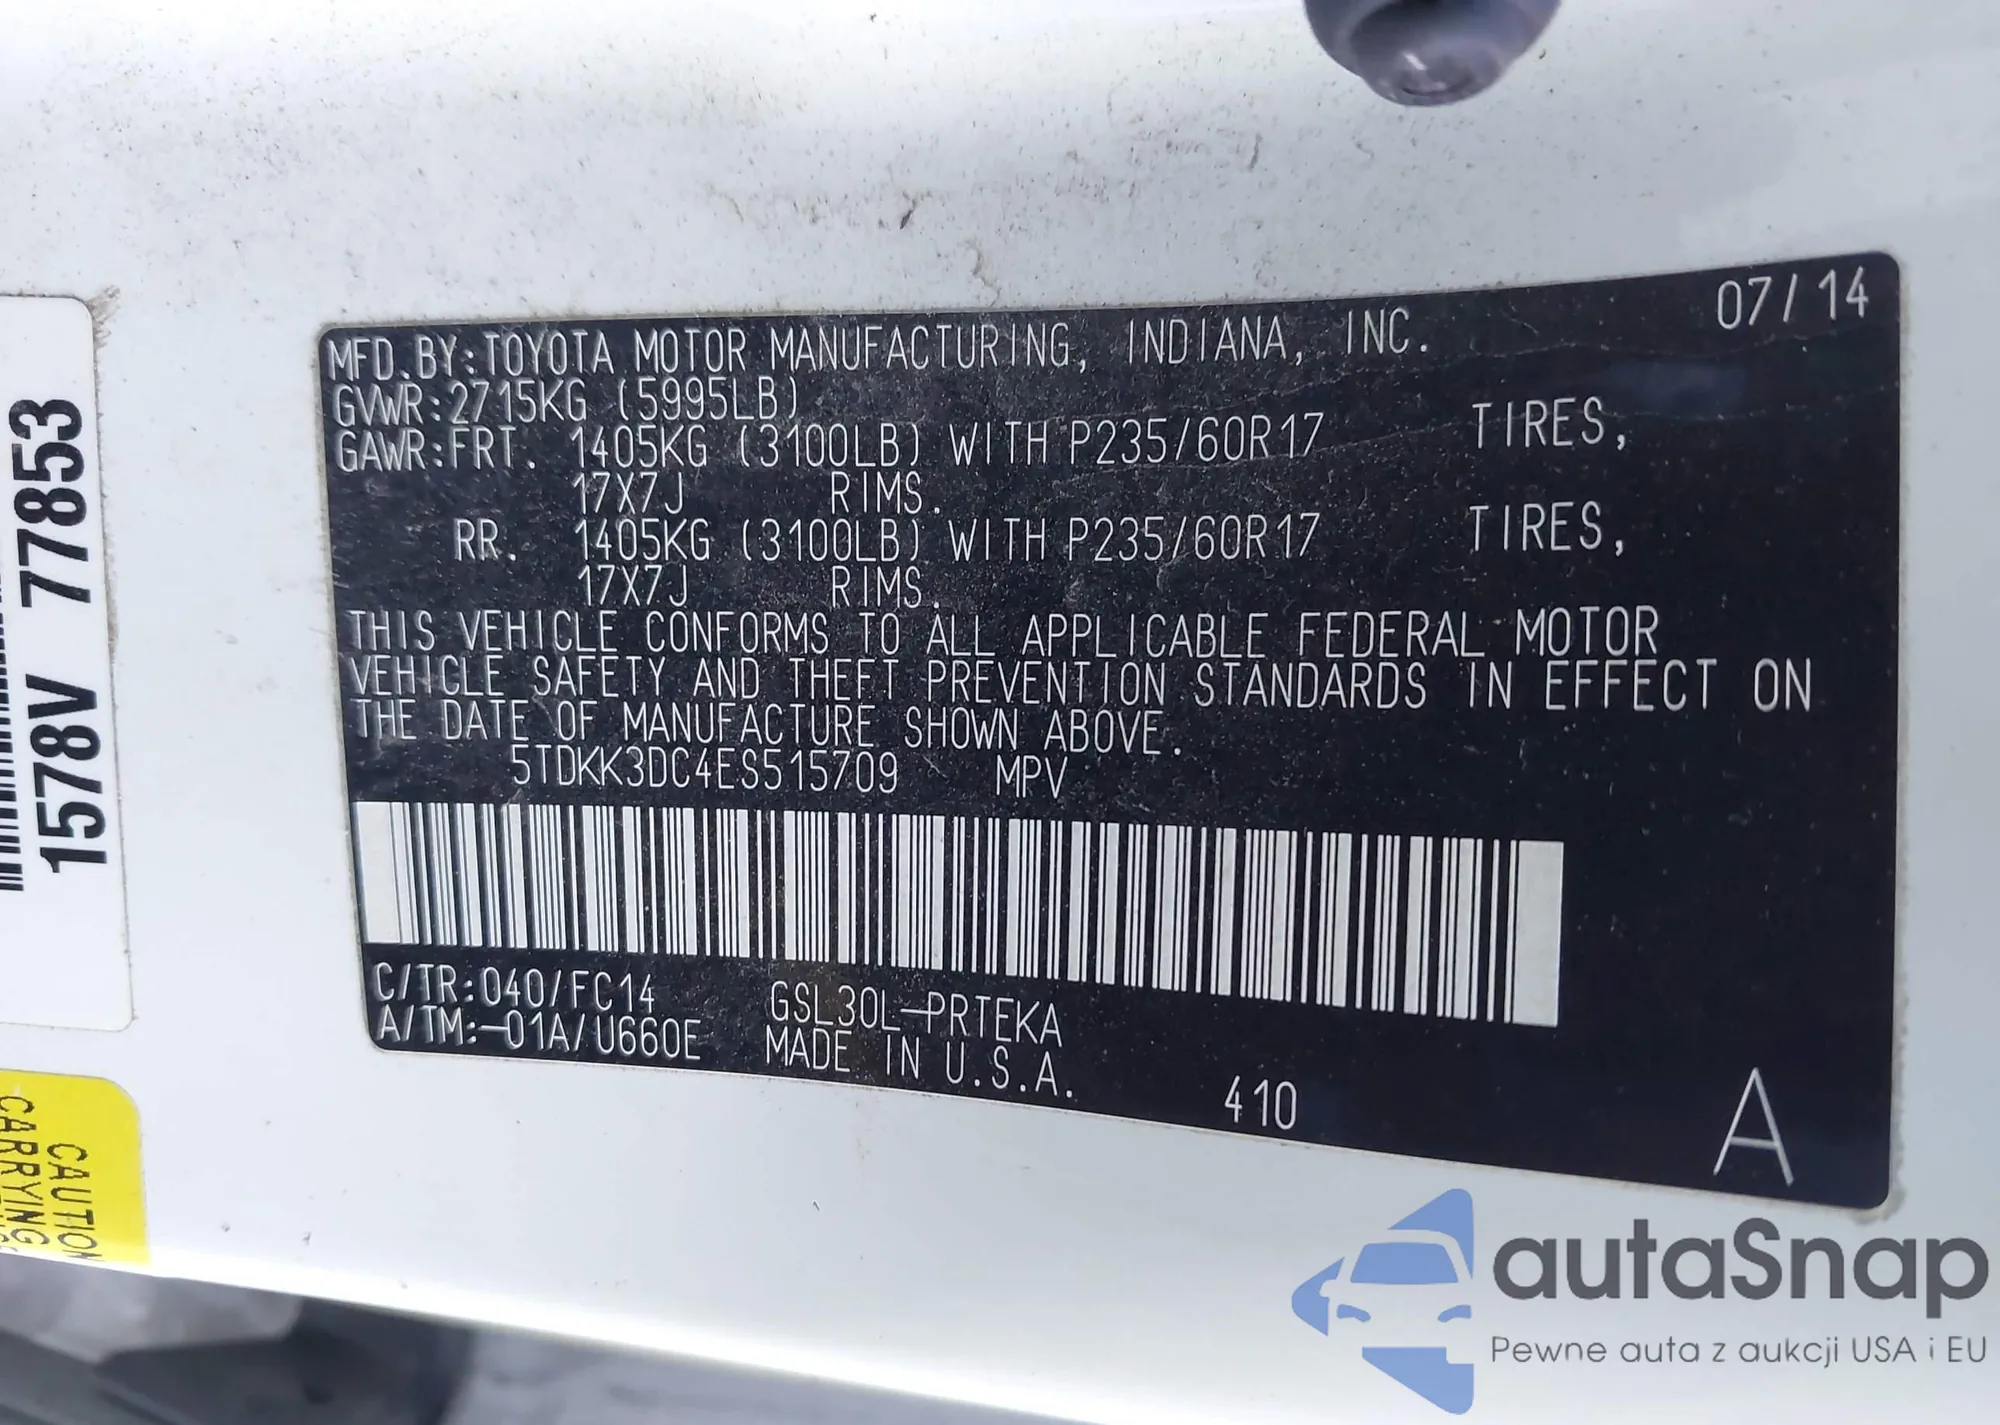 07/14
MFD.BY:TOYOTA MOTOR MANUFACTURING, INDIANA, INC.
GVWR:2715KG (5995LB)
GAWR:FRT. 1405KG (3100LB) WITH P235/60R17 TIRES,
17X7J RIMS.
RR. 1405KG (3100LB) WITH P235/60R17 TIRES,
17X7J RIMS.
THIS VEHICLE CONFORMS TO ALL APPLICABLE FEDERAL MOTOR
VEHICLE SAFETY AND THEFT PREVENTION STANDARDS IN EFFECT ON
THE DATE OF MANUFACTURE SHOWN ABOVE.
5TDKK3DC4ES515709 MPV
C/TR:040/FC14 GSL30L-PRTEKA
A/TM:-01A/U660E MADE IN U.S.A.
410
A
1578V 77853
CAUTION
CARRYING
autaSnap
Pewne auta z aukcji USA i EU